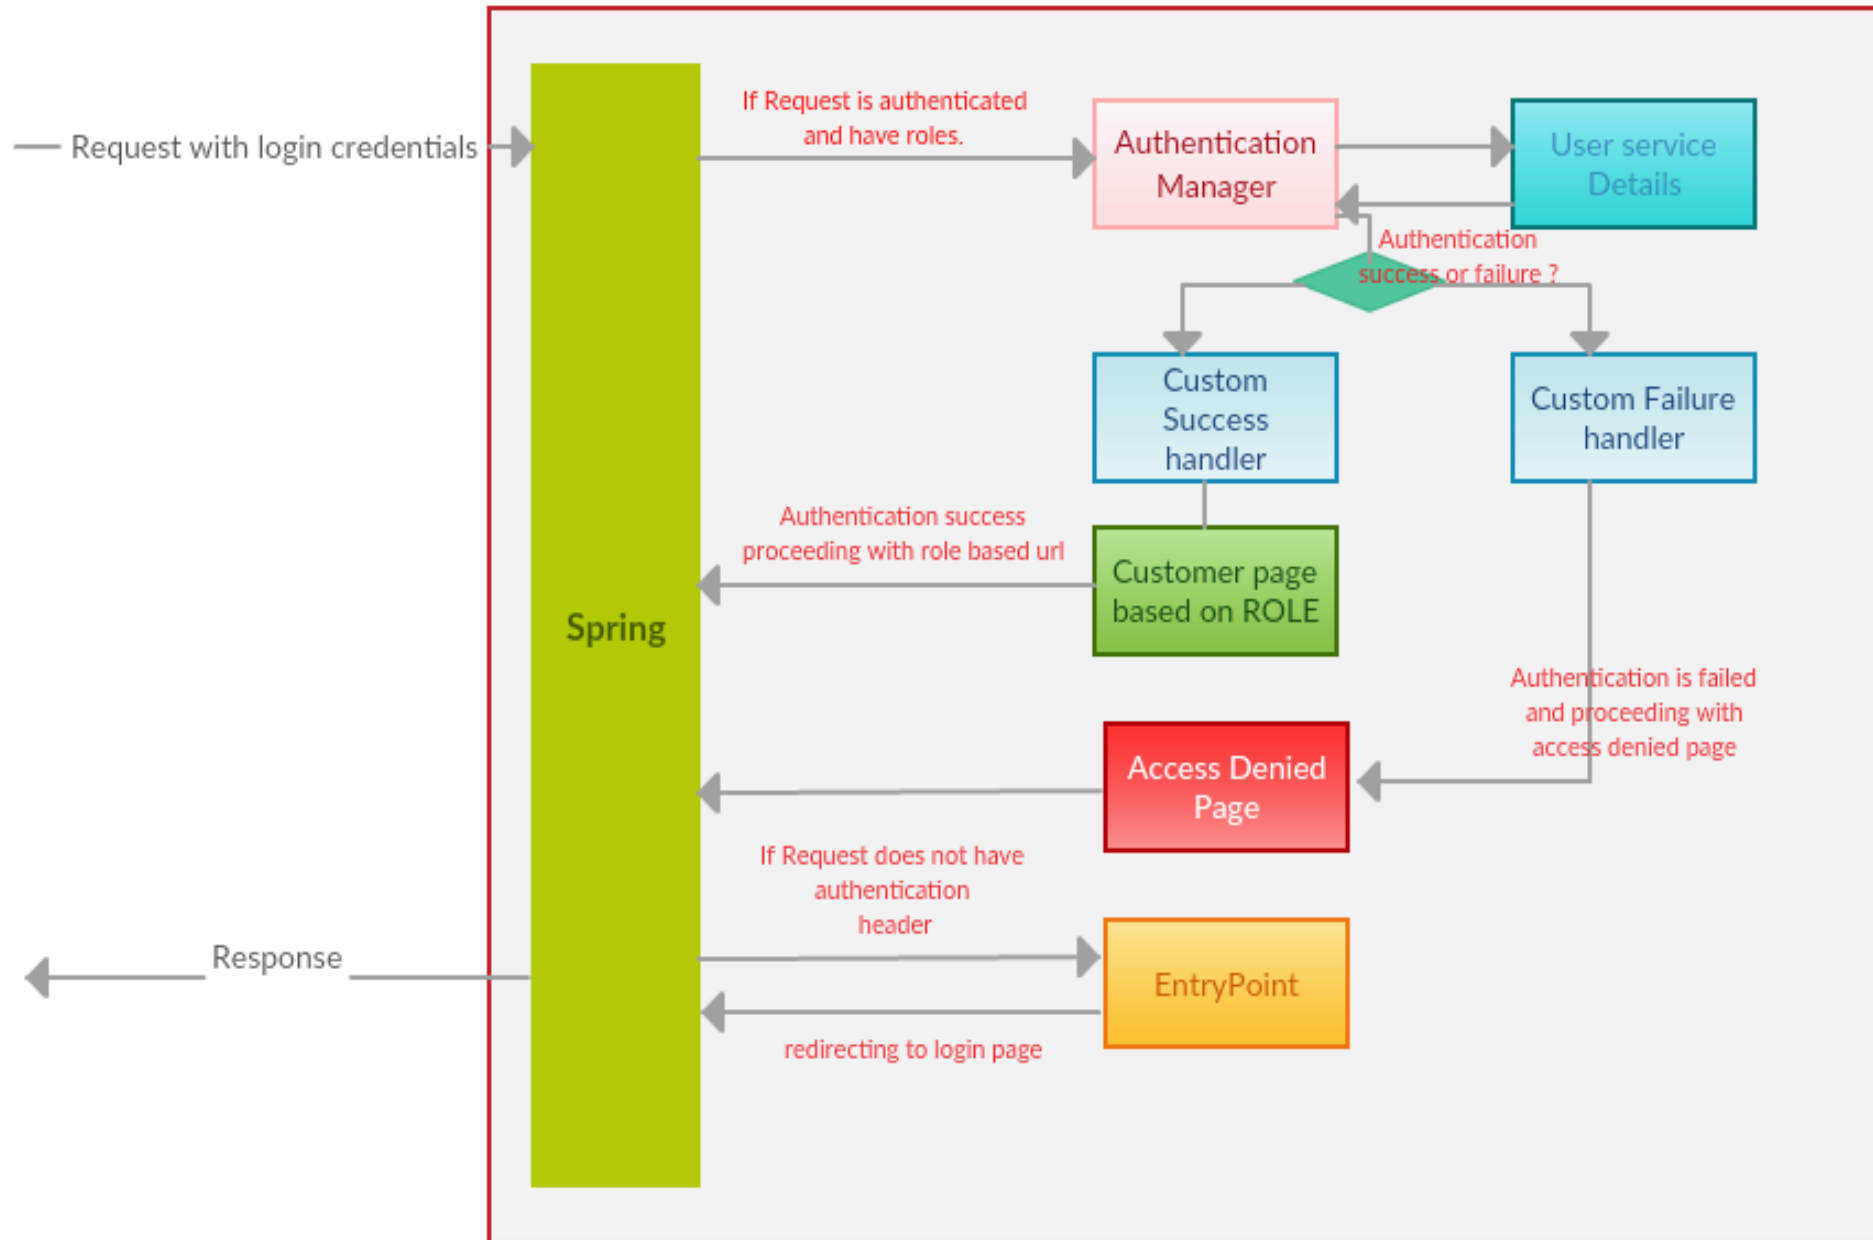 If Request is authenticated
and have roles.
Request with login credentials
Authentication
Manager
User service
Details
Authentication
success or failure ?
Custom
Success
handler
Custom Failure
handler
Authentication success
proceeding with role based url
Customer page
based on ROLE
Spring
Authentication is failed
and proceeding with
access denied page
Access Denied
Page
If Request does not have
authentication
header
Response
EntryPoint
redirecting to login page